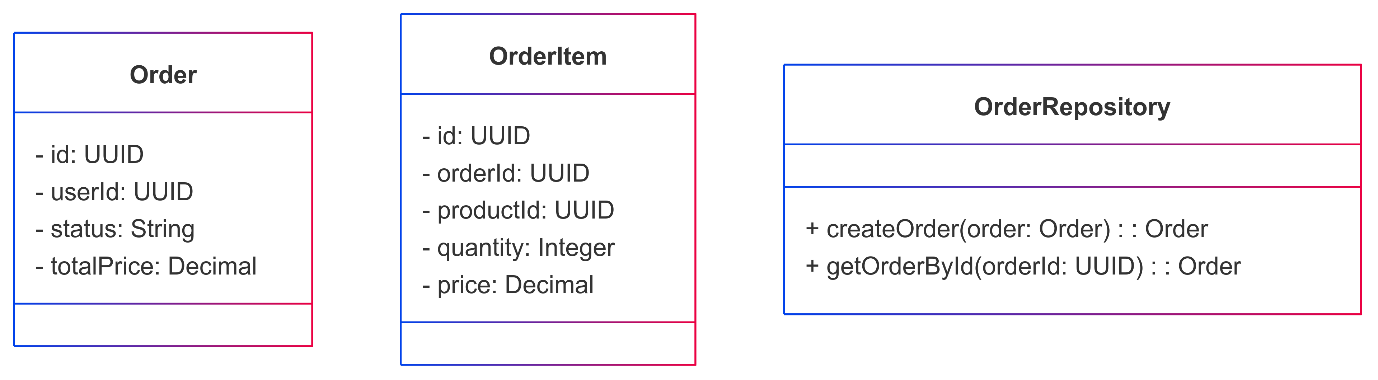 Order
- id: UUID
- userId: UUID
- status: String
- totalPrice: Decimal
OrderItem
- id: UUID
- orderId: UUID
- productId: UUID
- quantity: Integer
- price: Decimal
OrderRepository
+ createOrder(order: Order) : : Order
+ getOrderById(orderId: UUID) : : Order